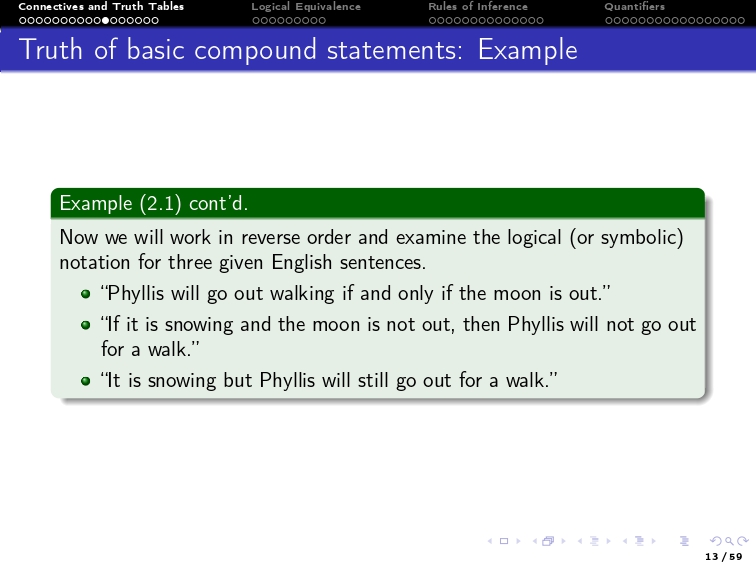 Connectives and Truth Tables Logical Equivalence Rules of Inference Quantifiers
Truth of basic compound statements: Example
Example (2.1) cont'd.
Now we will work in reverse order and examine the logical (or symbolic)
notation for three given English sentences.
“Phyllis will go out walking if and only if the moon is out.”
“If it is snowing and the moon is not out, then Phyllis will not go out
for a walk.”
“It is snowing but Phyllis will still go out for a walk.”
13 / 59